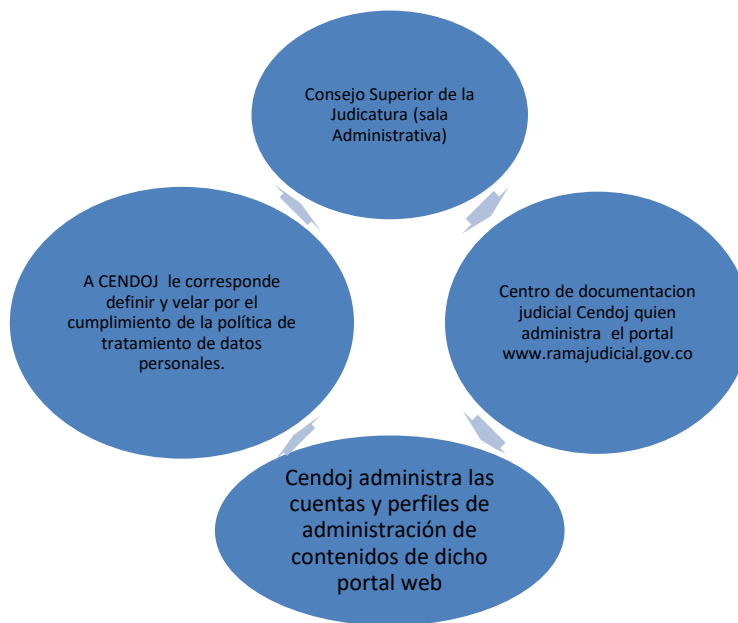 Consejo Superior de la
Judicatura (sala
Administrativa)
Centro de documentacion
judicial Cendoj quien
administra el portal
www.ramajudicial.gov.co
Cendoj administra las
cuentas y perfiles de
administración de
contenidos de dicho
portal web
A CENDOJ le corresponde
definir y velar por el
cumplimiento de la política de
tratamiento de datos
personales.